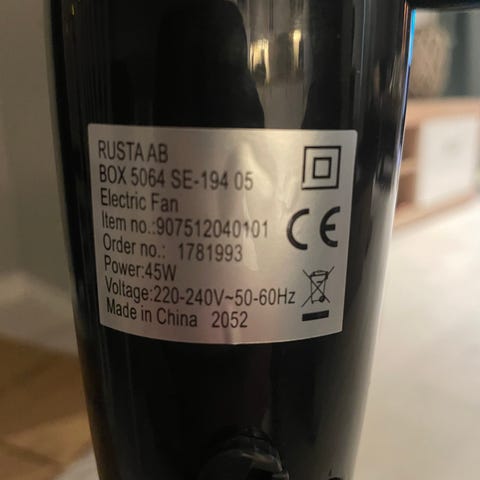 RUSTA AB
BOX 5064 SE-194 05
Electric Fan
Item no.:907512040101
Order no.: 1781993
Power:45W
Voltage:220-240V~50-60Hz
Made in China 2052
CE